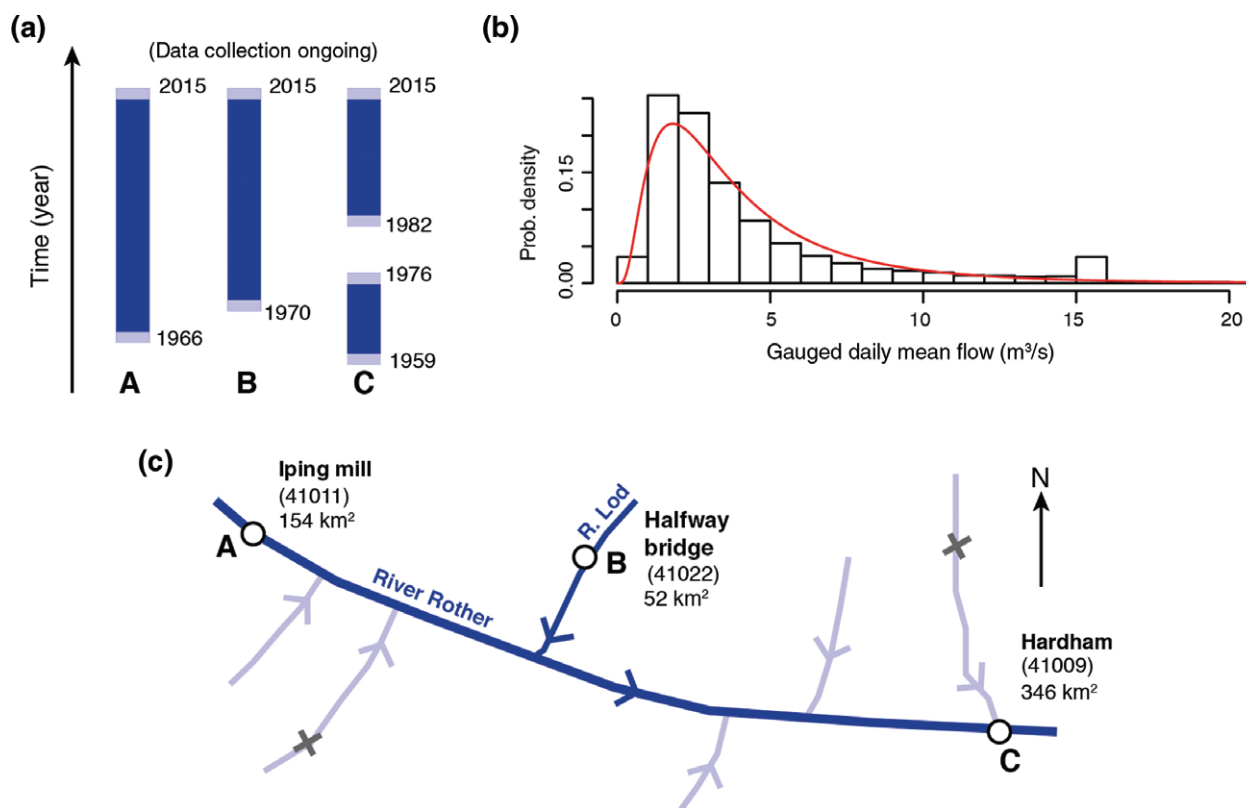 (a)
(Data collection ongoing)
Time (year)
2015
2015
2015
1982
1976
1970
1966
1959
A
B
C
(b)
Prob. density
0.15
0.00
0
5
10
15
20
Gauged daily mean flow (m³/s)
(c)
Iping mill
(41011)
154 km²
A
River Rother
R. Lod
B
Halfway
bridge
(41022)
52 km²
N
Hardham
(41009)
346 km²
C